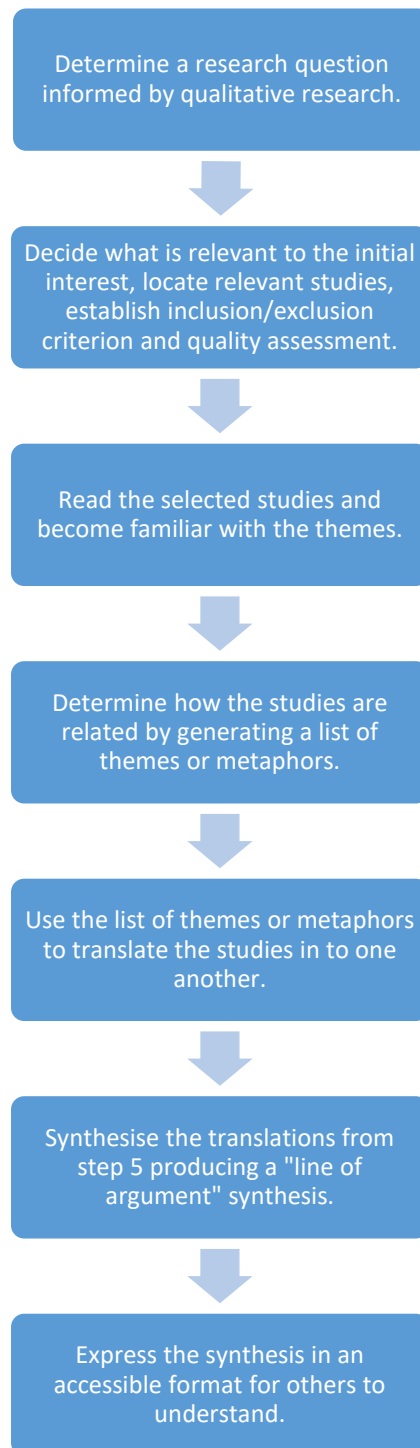 Determine a research question
informed by qualitative research.
Decide what is relevant to the initial
interest, locate relevant studies,
establish inclusion/exclusion
criterion and quality assessment.
Read the selected studies and
become familiar with the themes.
Determine how the studies are
related by generating a list of
themes or metaphors.
Use the list of themes or metaphors
to translate the studies in to one
another.
Synthesise the translations from
step 5 producing a "line of
argument" synthesis.
Express the synthesis in an
accessible format for others to
understand.